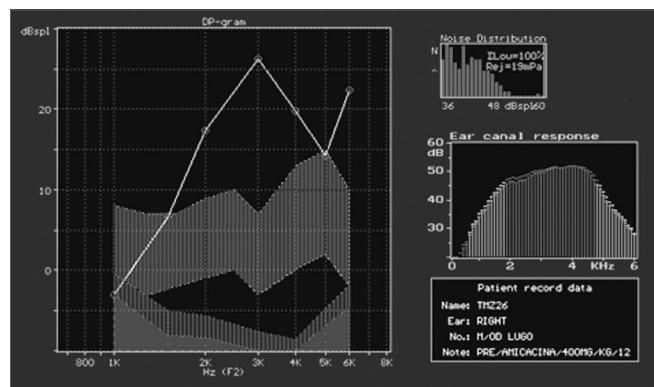 DP-gram
dBspl
20
10
0
800 1K 2K 3K 4K 5K 6K 8K
Hz (F2)
Noise Distribution
N
^
ΣLow=100%
Rej=19mPa
36 48 dBspl60
Ear canal response
60
dB
50
40
30
0 2 4 KHz 6
Patient record data
Name: TMZ26
Ear: RIGHT
No.: M/OD LUGO
Note: PRE/AMICACINA/400MG/KG/12